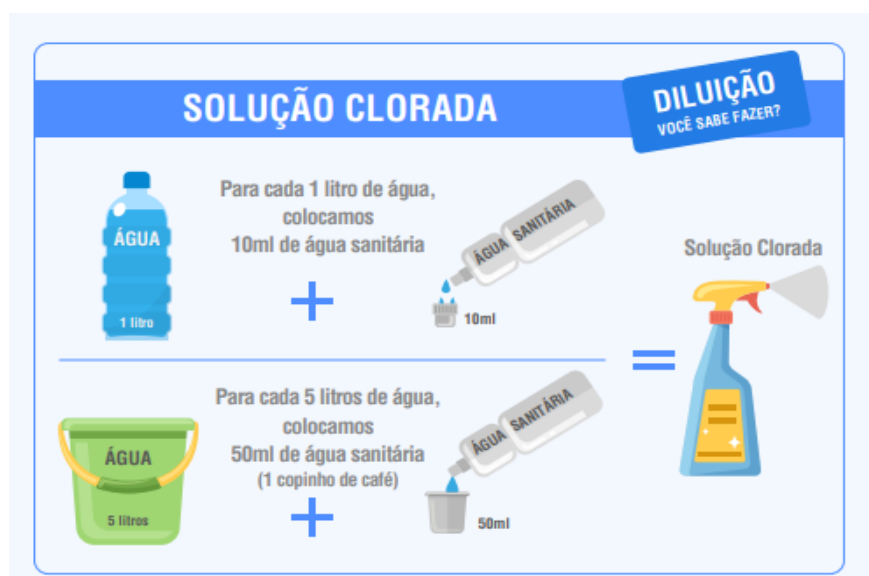 SOLUÇÃO CLORADA
DILUIÇÃO
VOCÊ SABE FAZER?
ÁGUA
1 litro
Para cada 1 litro de água,
colocamos
10ml de água sanitária
+
ÁGUA SANITÁRIA
10ml
Solução Clorada
=
ÁGUA
5 litros
Para cada 5 litros de água,
colocamos
50ml de água sanitária
(1 copinho de café)
+
ÁGUA SANITÁRIA
50ml